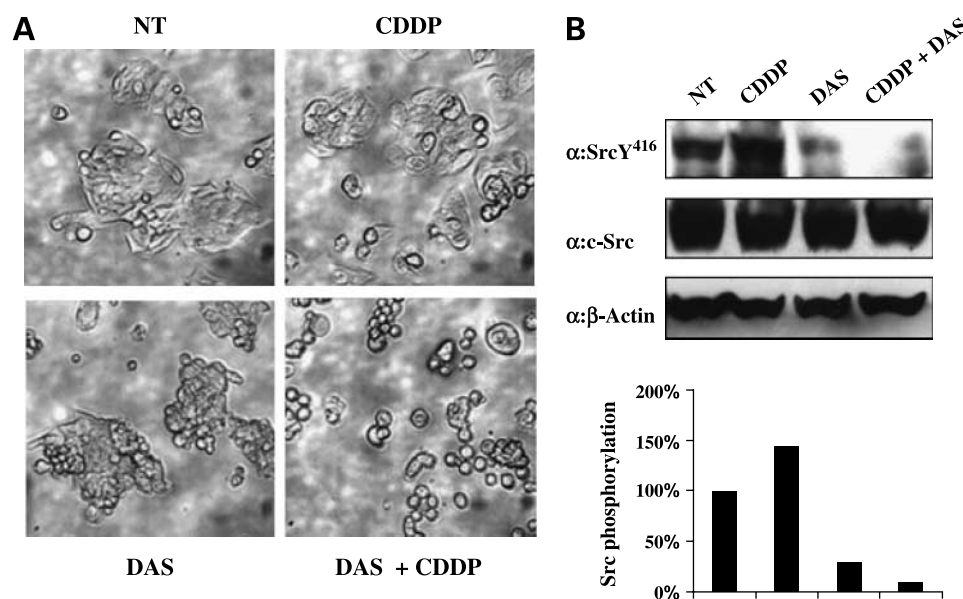 A
NT
CDDP
DAS
DAS + CDDP
B
NT
CDDP
DAS
CDDP + DAS
α:SrcY⁴¹⁶
α:c-Src
α:β-Actin
Src phosphorylation
200%
150%
100%
50%
0%